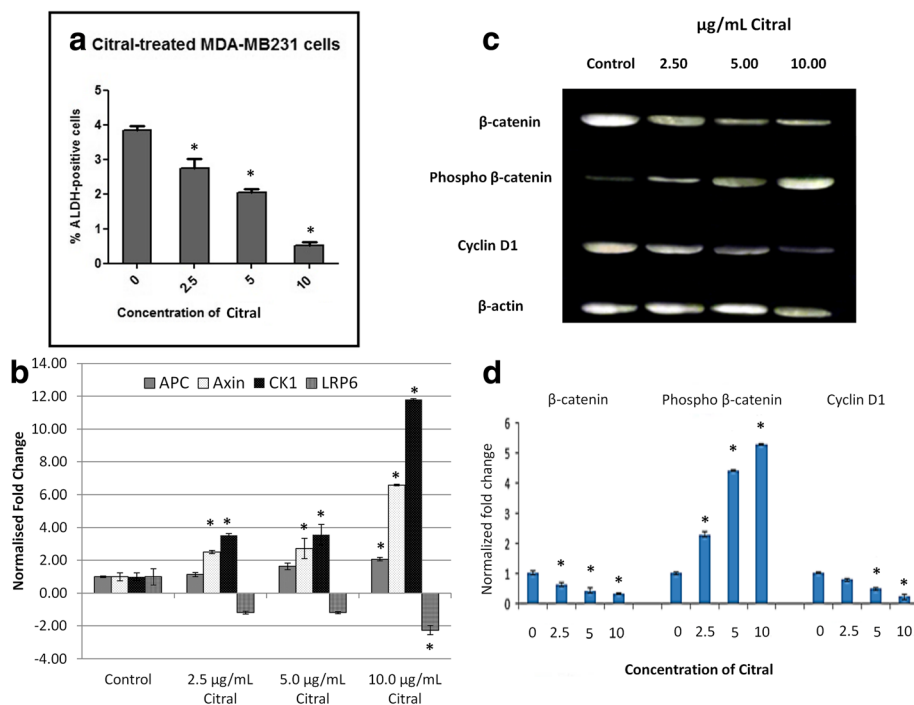 a
Citral-treated MDA-MB231 cells
% ALDH-positive cells
5
4
3
2
1
0
* * *
0 2.5 5 10
Concentration of Citral
b
Normalised Fold Change
14.00
12.00
10.00
8.00
6.00
4.00
2.00
0.00
-2.00
-4.00
APC Axin CK1 LRP6
* * * * * * * *
Control 2.5 µg/mL Citral 5.0 µg/mL Citral 10.0 µg/mL Citral
c
µg/mL Citral
Control 2.50 5.00 10.00
β-catenin
Phospho β-catenin
Cyclin D1
β-actin
d
β-catenin Phospho β-catenin Cyclin D1
Normalized fold change
6
5
4
3
2
1
0
* * * * * * * *
0 2.5 5 10 0 2.5 5 10 0 2.5 5 10
Concentration of Citral